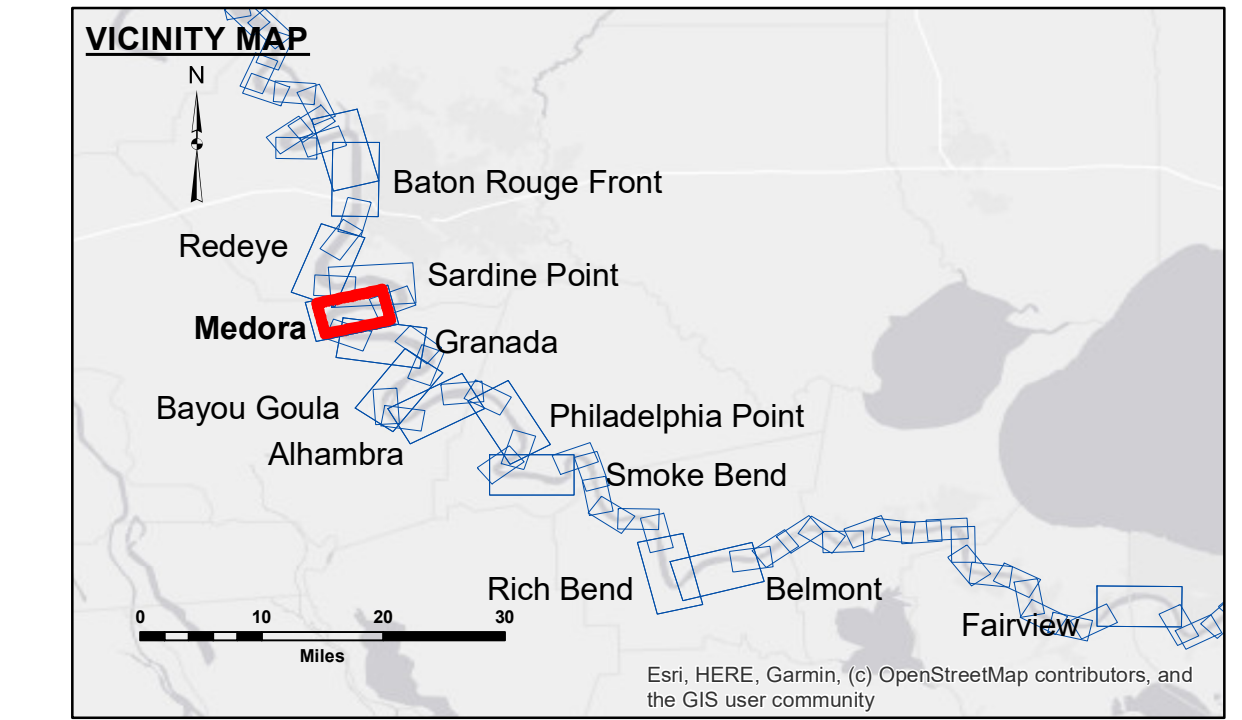 VICINITY MAP
N
Baton Rouge Front
Redeye
Sardine Point
Medora
Granada
Bayou Goula
Philadelphia Point
Alhambra
Smoke Bend
Rich Bend
Belmont
Fairview
0 10 20 30
Miles
Esri, HERE, Garmin, (c) OpenStreetMap contributors, and
the GIS user community